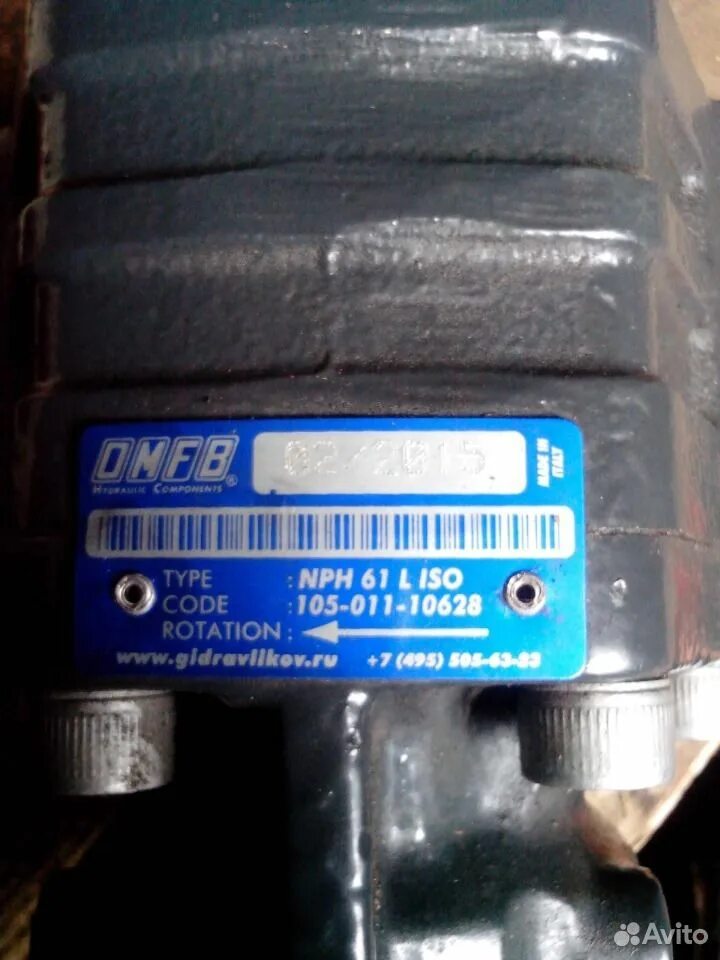 OMFB ®
HYDRAULIC COMPONENTS
02/2015
MADE IN
ITALY
TYPE : NPH 61 L ISO
CODE : 105-011-10628
ROTATION :
www.gidravlikov.ru +7 (495) 505-63-23
Avito